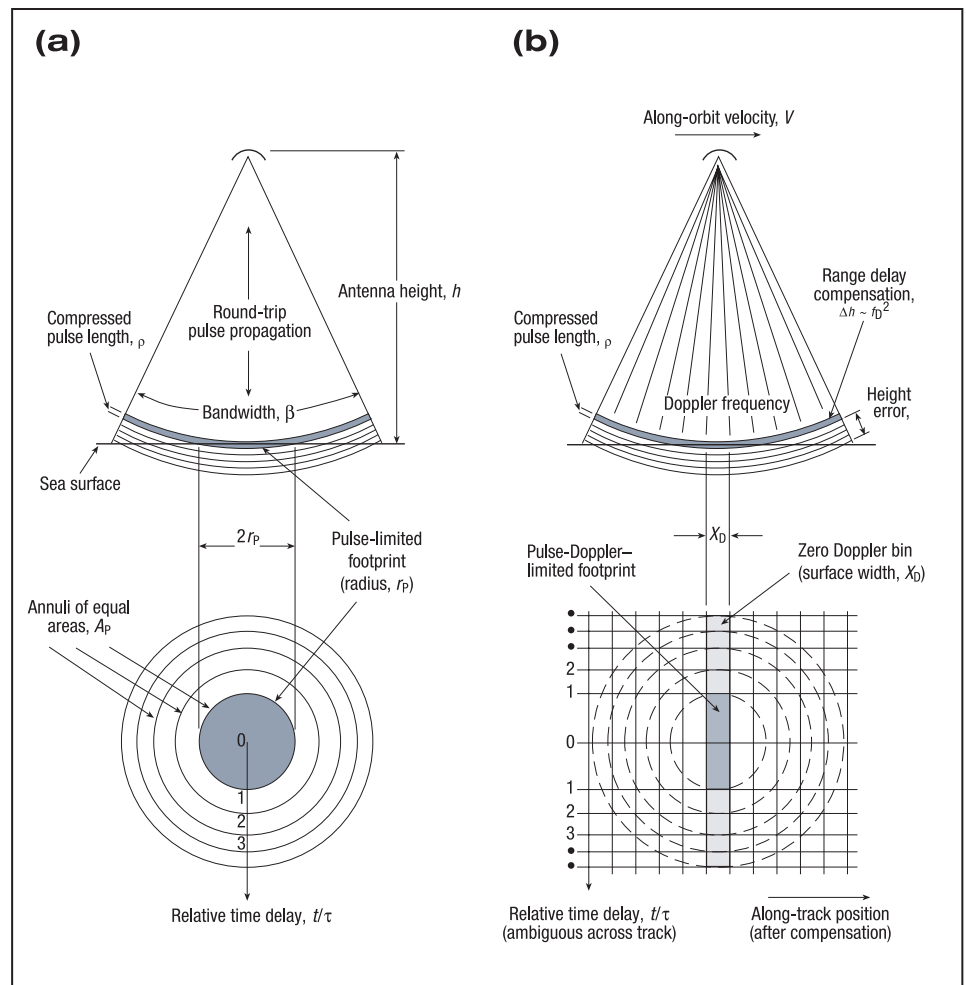 (a)
Antenna height, h
Round-trip
pulse propagation
Compressed
pulse length, ρ
Bandwidth, β
Sea surface
2rP
Pulse-limited
footprint
(radius, rP)
Annuli of equal
areas, AP
0
1
2
3
Relative time delay, t/τ
(b)
Along-orbit velocity, V
Range delay
compensation,
Δh ~ fD²
Compressed
pulse length, ρ
Doppler frequency
Height
error,
XD
Pulse-Doppler–
limited footprint
Zero Doppler bin
(surface width, XD)
2
1
0
1
2
3
Relative time delay, t/τ
(ambiguous across track)
Along-track position
(after compensation)